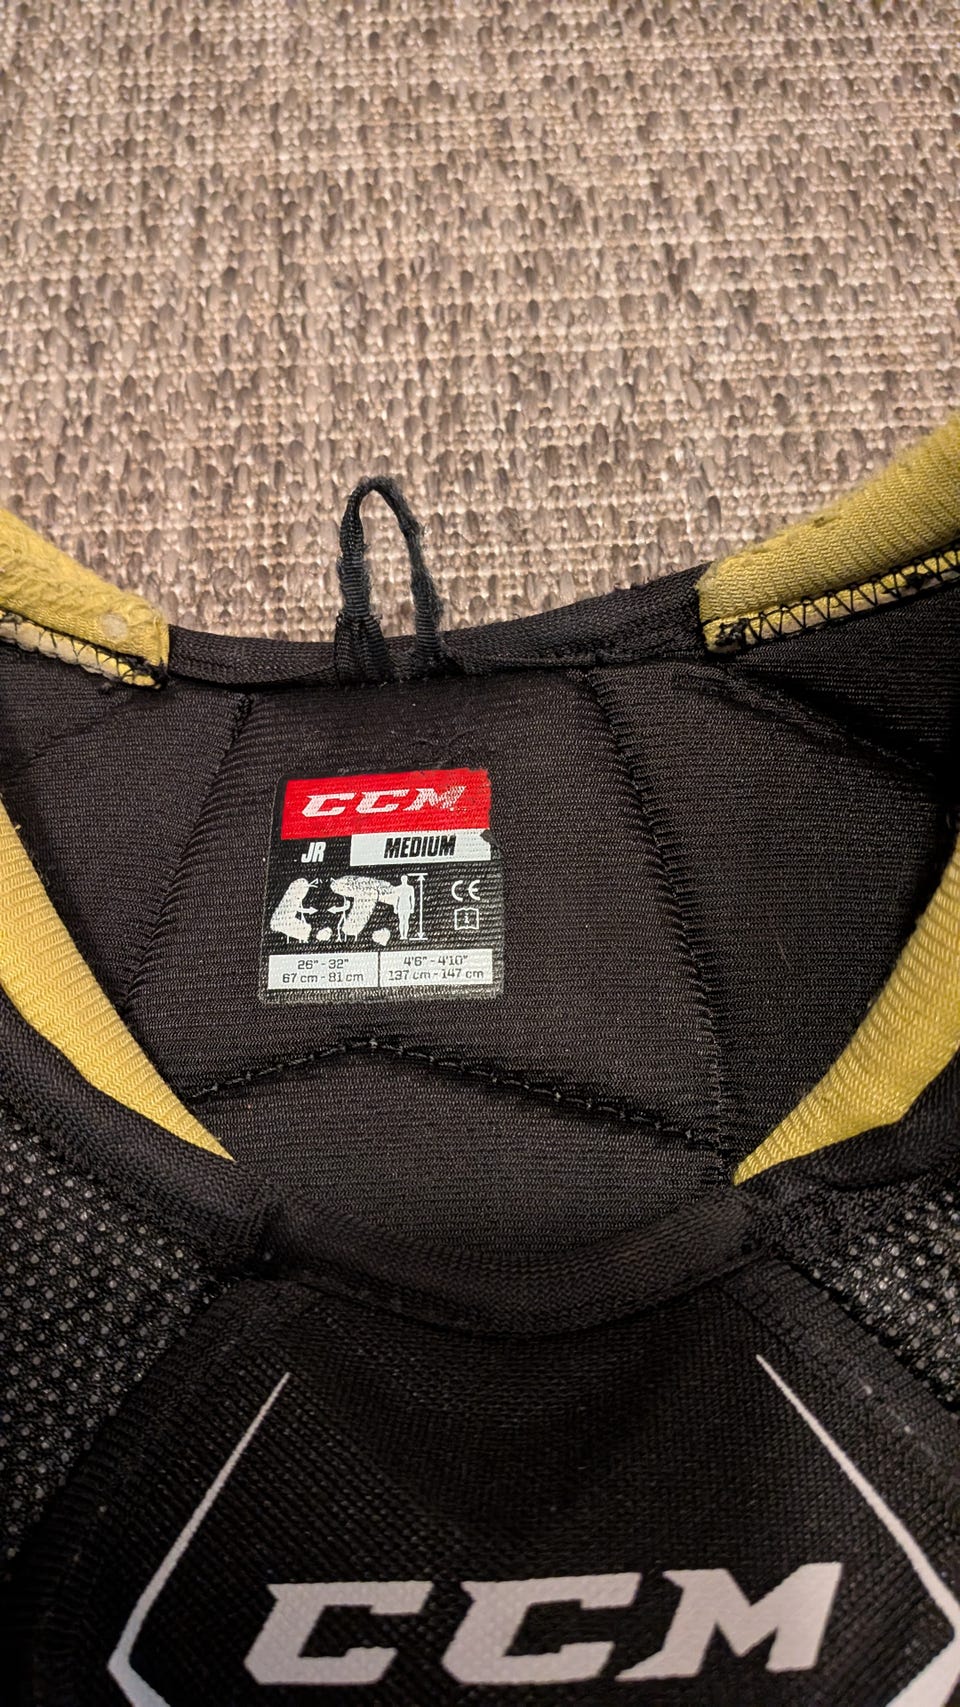 CCM
JR MEDIUM
CE
i
26" - 32" 4'6" - 4'10"
67 cm - 81 cm 137 cm - 147 cm
CCM